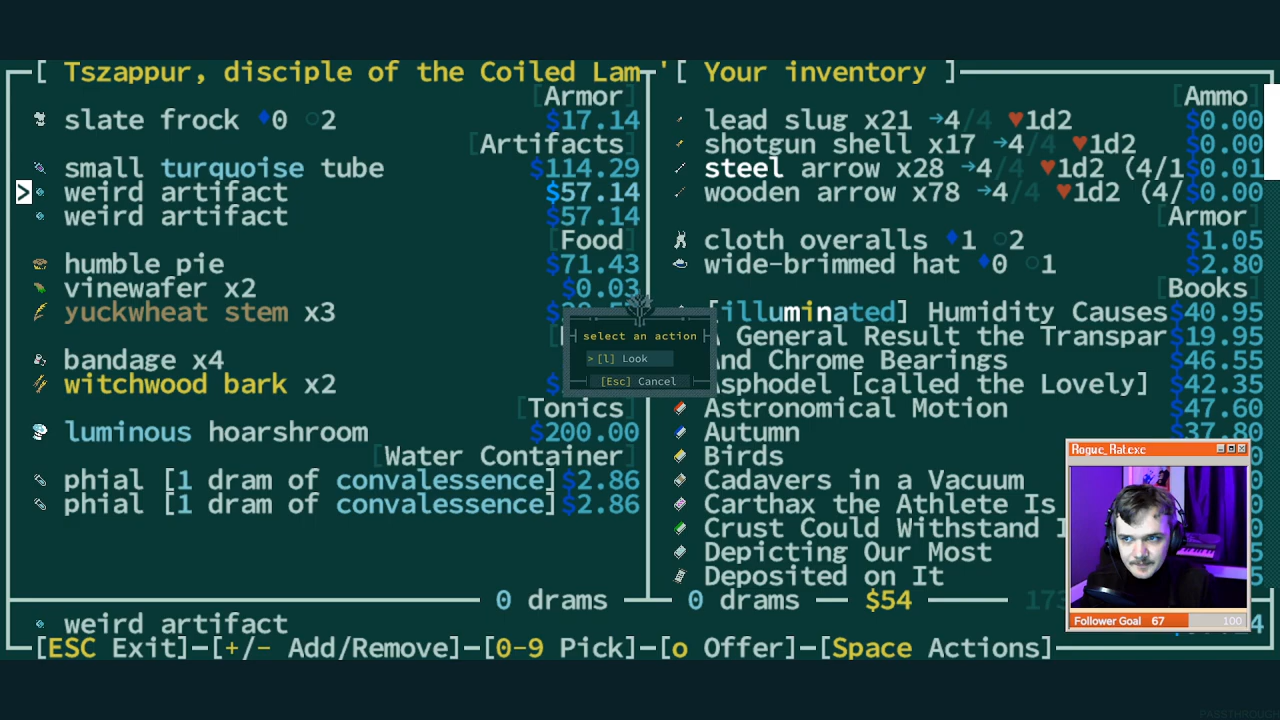 [ Tszappur, disciple of the Coiled Lam
[Armor]
slate frock ♦0 ○2 $17.14
[Artifacts]
small turquoise tube $114.29
> weird artifact $57.14
weird artifact $57.14
[Food]
humble pie $71.43
vinewafer x2 $0.03
yuckwheat stem x3
bandage x4
witchwood bark x2
[Tonics]
luminous hoarshroom $200.00
[Water Container]
phial [1 dram of convalessence] $2.86
phial [1 dram of convalessence] $2.86
0 drams
'[ Your inventory ]
[Ammo]
lead slug x21 →4/4 ♥1d2 $0.00
shotgun shell x17 →4/4 ♥1d2 $0.00
steel arrow x28 →4/4 ♥1d2 (4/1 $0.01
wooden arrow x78 →4/4 ♥1d2 (4/ $0.00
[Armor]
cloth overalls ♦1 ○2 $1.05
wide-brimmed hat ♦0 ○1 $2.80
[Books]
[illuminated] Humidity Causes $40.95
General Result the Transpar $19.95
And Chrome Bearings $46.55
Asphodel [called the Lovely] $42.35
Astronomical Motion $47.60
Autumn $37.80
Birds
Cadavers in a Vacuum
Carthax the Athlete Is
Crust Could Withstand
Depicting Our Most
Deposited on It
0 drams $54
select an action
> [l] Look
[Esc] Cancel
weird artifact
[ESC Exit] [+/- Add/Remove] [0-9 Pick] [o Offer] [Space Actions]
Rogue_Rat.exe
Follower Goal 67 100